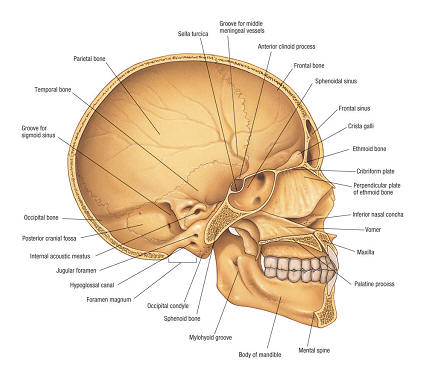 Groove for middle
meningeal vessels
Sella turcica
Anterior clinoid process
Parietal bone
Frontal bone
Sphenoidal sinus
Temporal bone
Frontal sinus
Groove for
sigmoid sinus
Crista galli
Ethmoid bone
Cribriform plate
Perpendicular plate
of ethmoid bone
Occipital bone
Inferior nasal concha
Vomer
Posterior cranial fossa
Maxilla
Internal acoustic meatus
Jugular foramen
Palatine process
Hypoglossal canal
Foramen magnum
Occipital condyle
Sphenoid bone
Mylohyoid groove
Body of mandible
Mental spine